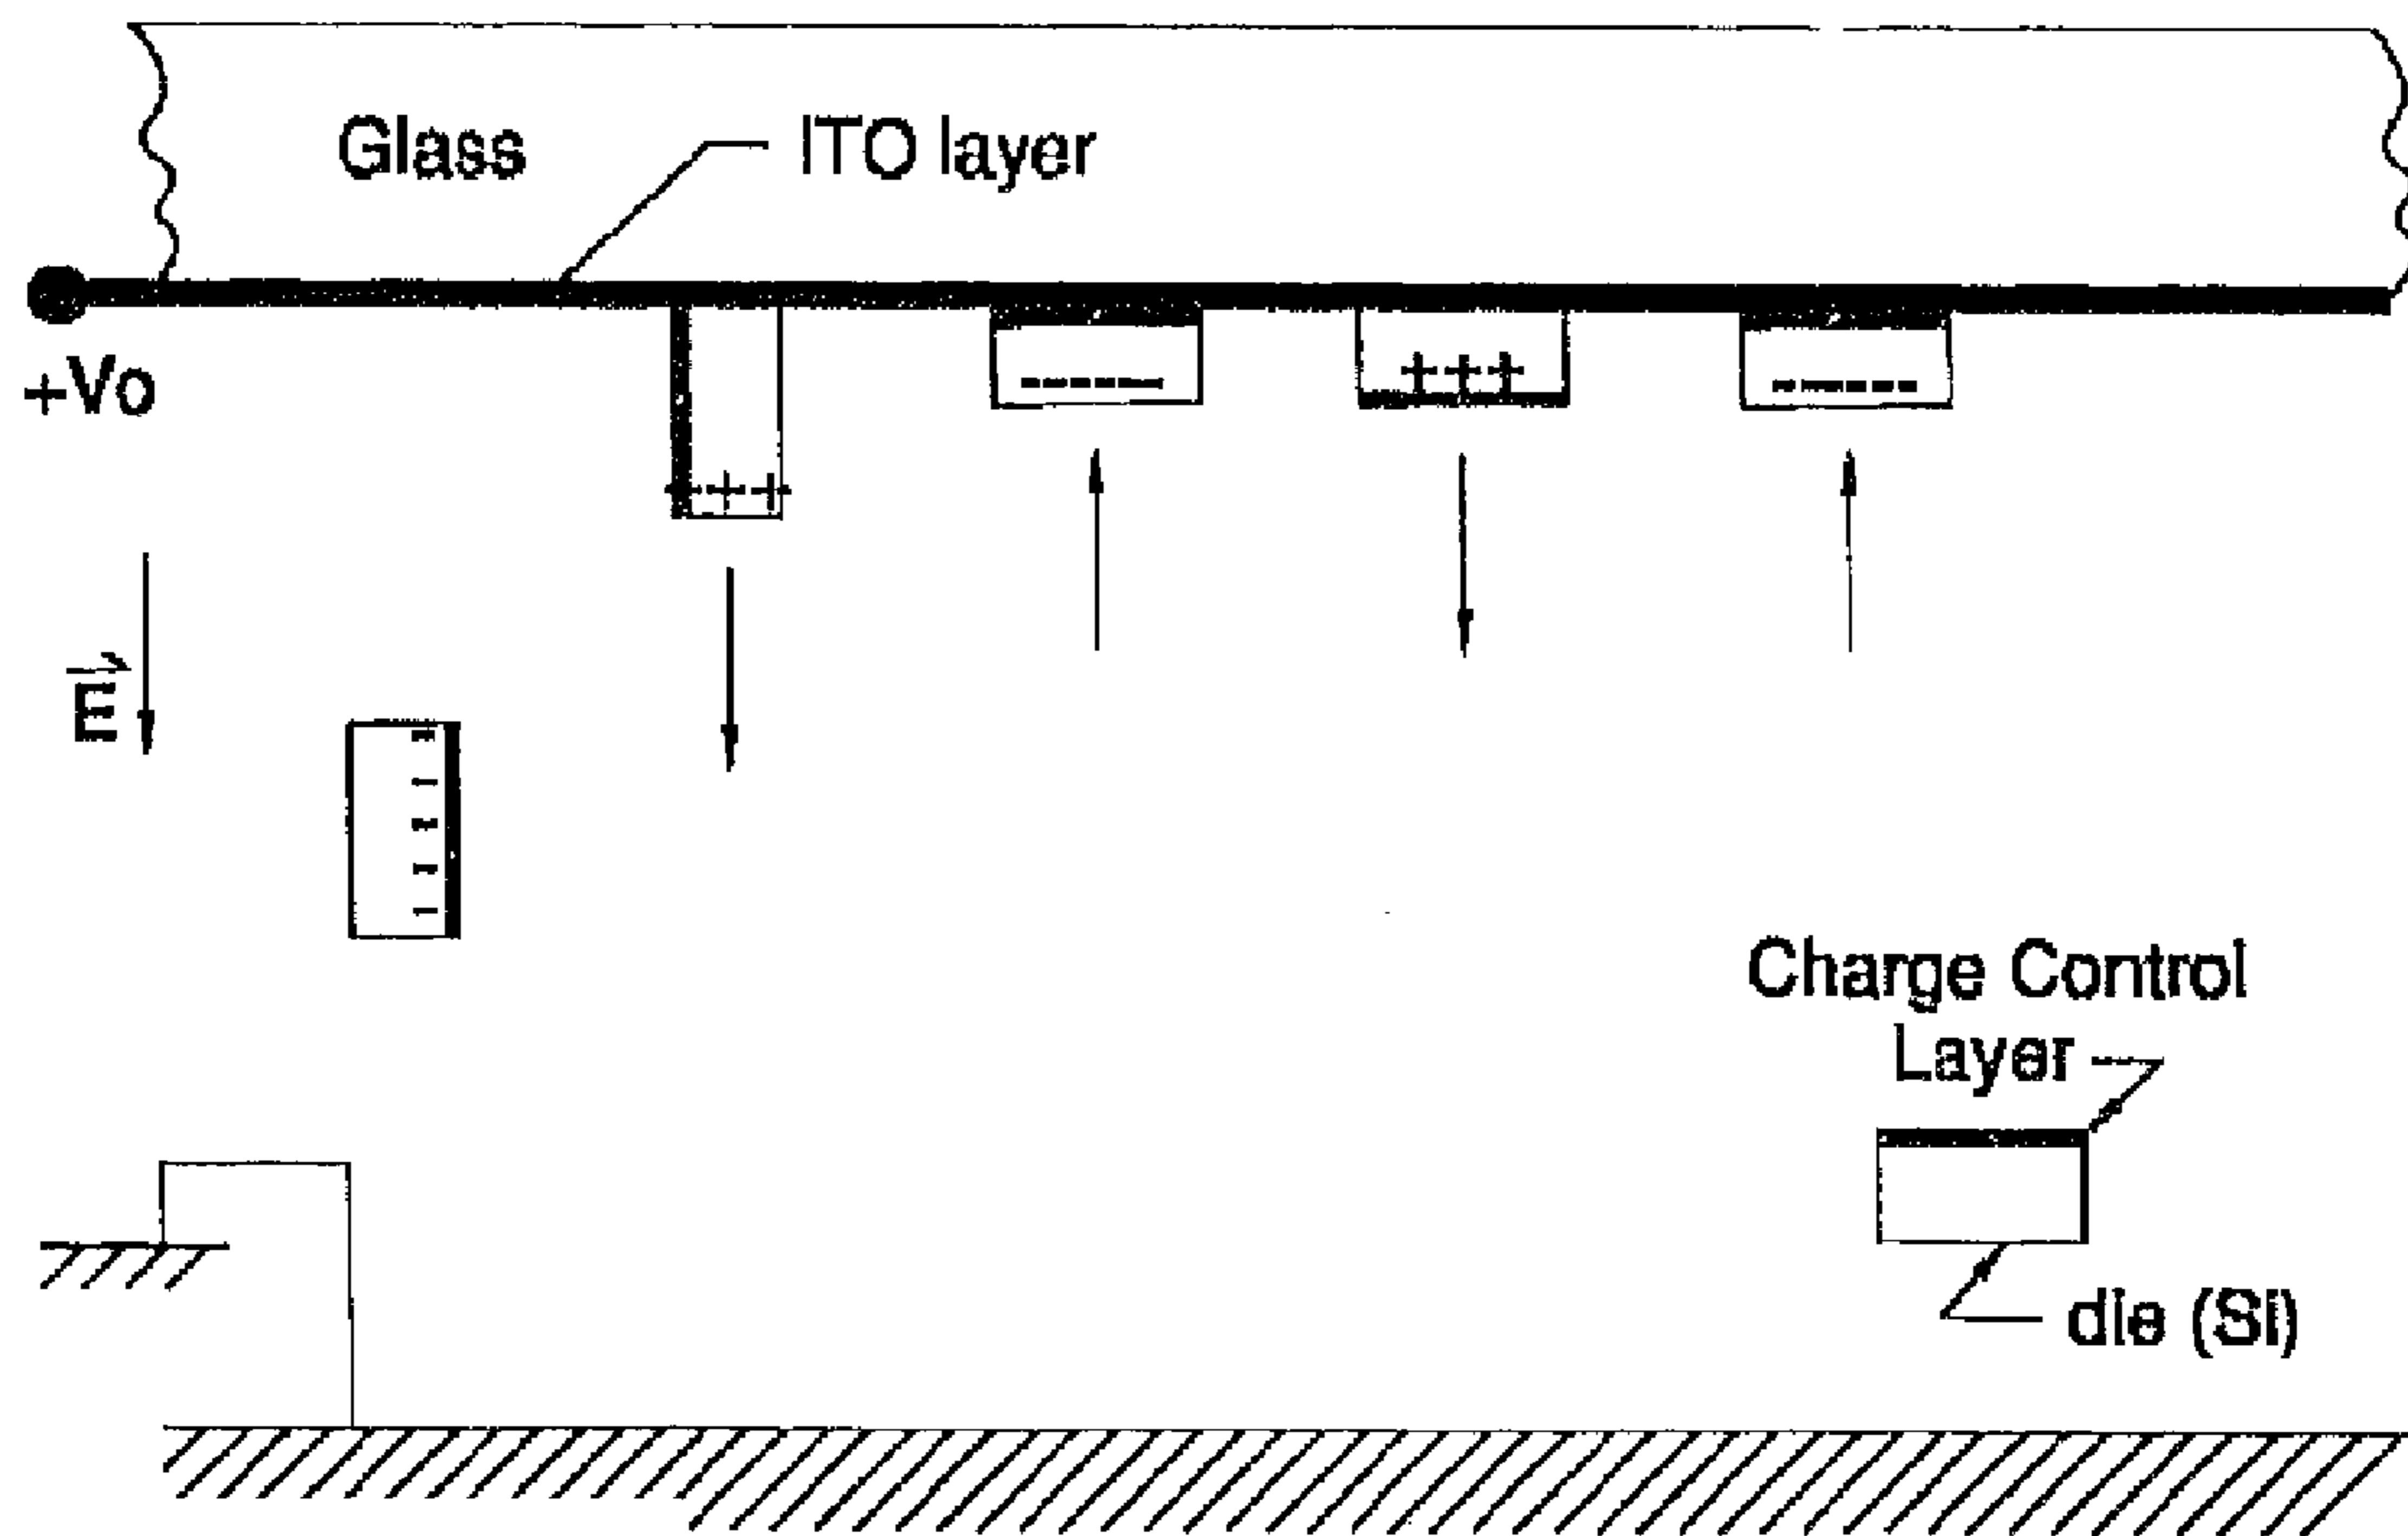 Glass
ITO layer
+Vo
+++
------
+++
------
E
Charge Control
Layer
die (Si)